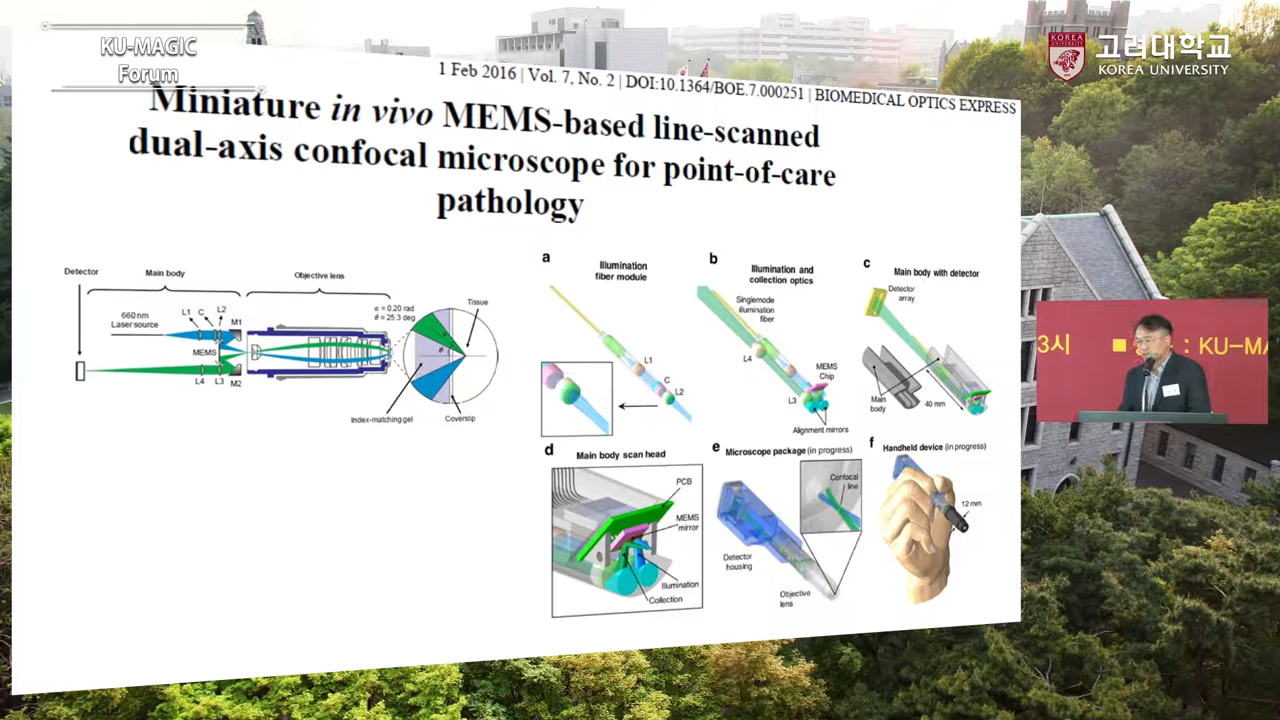 KU-MAGIC
Forum
고려대학교
KOREA UNIVERSITY
1 Feb 2016 | Vol. 7, No. 2 | DOI:10.1364/BOE.7.000251 | BIOMEDICAL OPTICS EXPRESS
Miniature in vivo MEMS-based line-scanned
dual-axis confocal microscope for point-of-care
pathology
Detector
Main body
Objective lens
660 nm
Laser source
L1
C
L2
M1
MEMS
L4
L3
M2
α = 0.20 rad
θ = 25.3 deg
Tissue
θ
Index-matching gel
Coverslip
a
Illumination
fiber module
L1
C
L2
b
Illumination and
collection optics
Singlemode
illumination
fiber
L4
MEMS
Chip
L3
Alignment mirrors
c
Main body with detector
Detector
array
Main
body
40 mm
d
Main body scan head
PCB
MEMS
mirror
Illumination
Collection
e
Microscope package (in progress)
Confocal
line
Detector
housing
Objective
lens
f
Handheld device (in progress)
12 mm
3시
: KU-MA